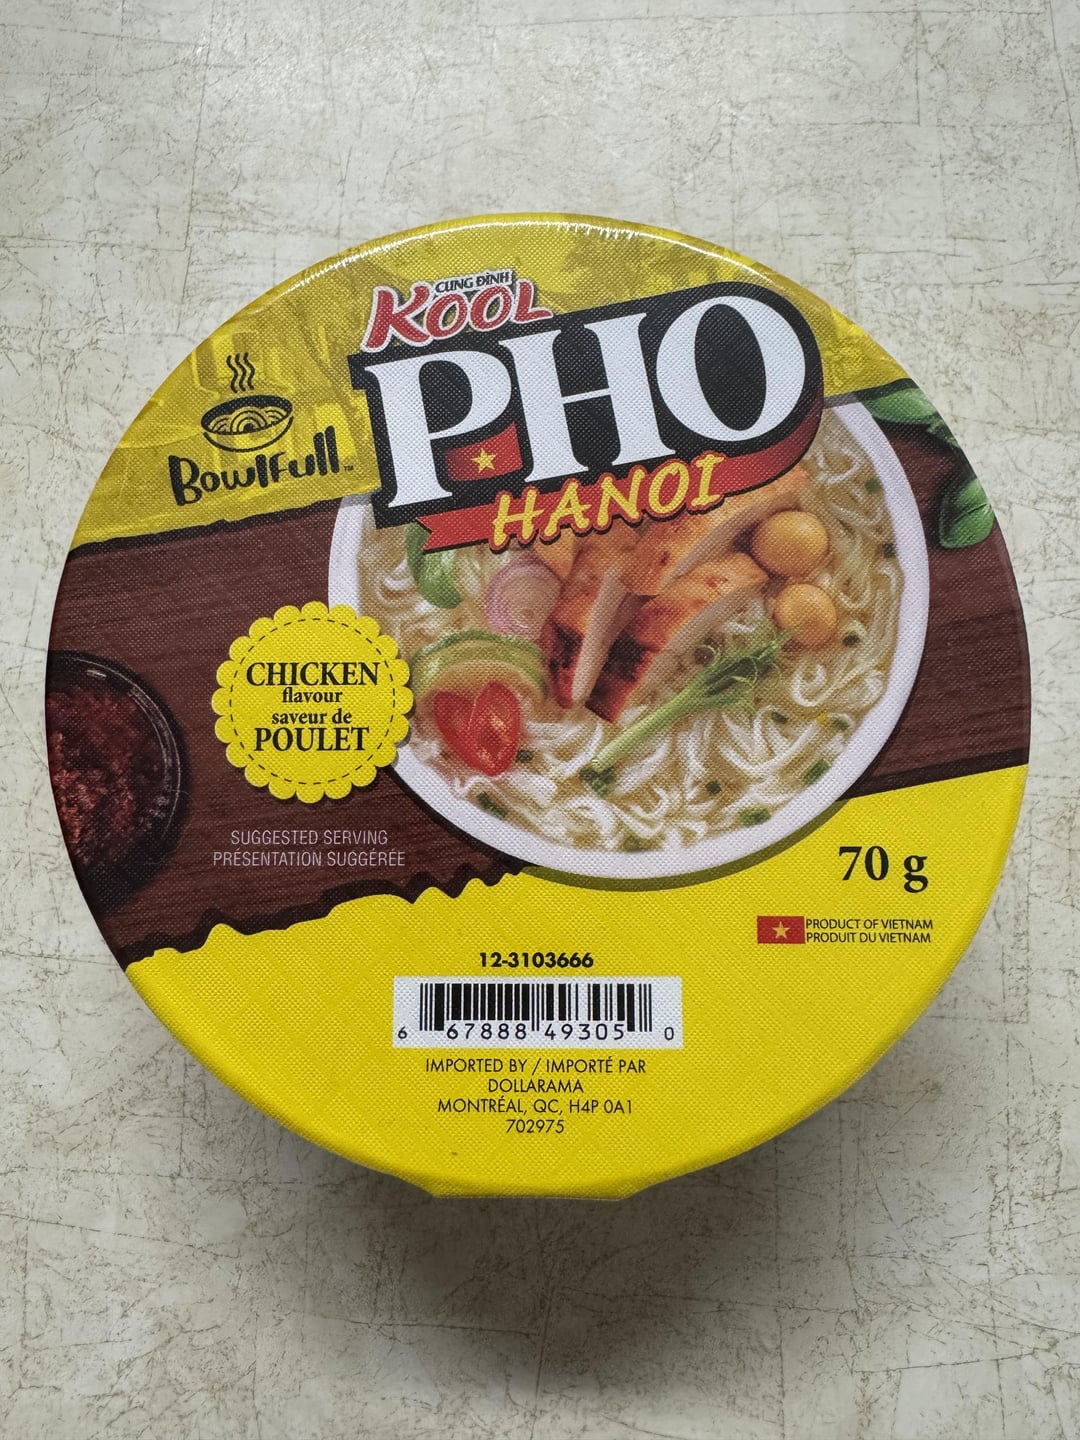 CUNG ĐÌNH
KOOL
PHO
HANOI
BowlFull™
CHICKEN
flavour
saveur de
POULET
SUGGESTED SERVING
PRÉSENTATION SUGGÉRÉE
70 g
PRODUCT OF VIETNAM
PRODUIT DU VIETNAM
12-3103666
6 67888 49305 0
IMPORTED BY / IMPORTÉ PAR
DOLLARAMA
MONTRÉAL, QC, H4P 0A1
702975